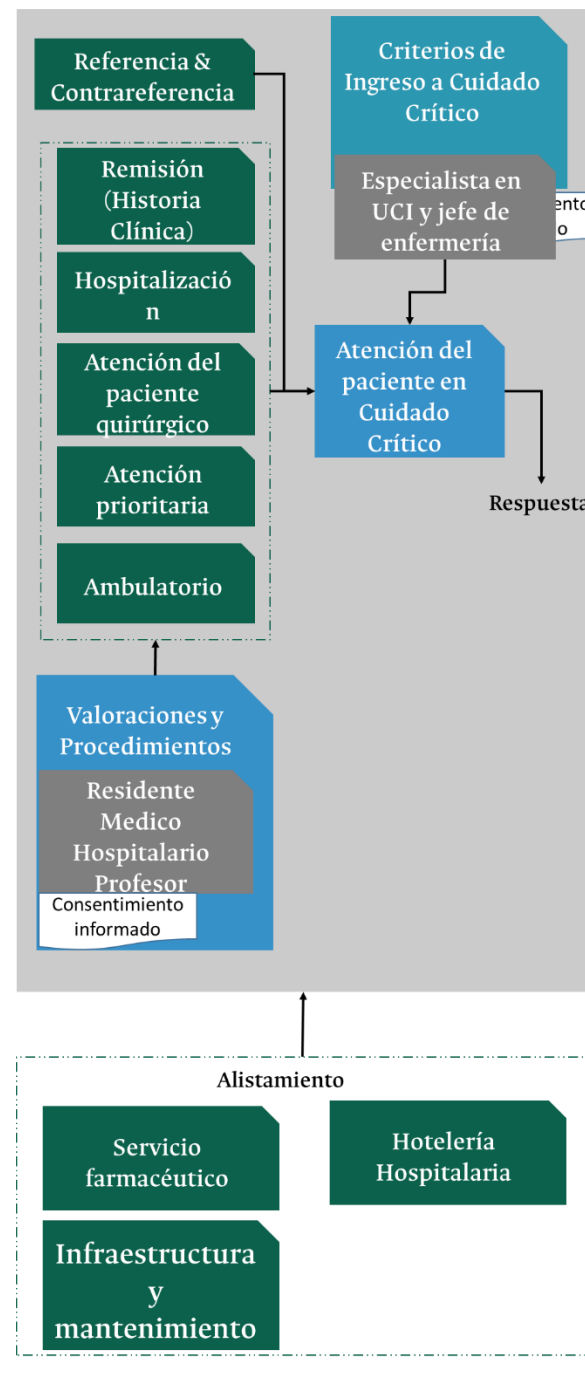 Referencia &
Contrareferencia
Criterios de
Ingreso a Cuidado
Crítico
Especialista en
UCI y jefe de
enfermería
Remisión
(Historia
Clínica)
Hospitalizació
n
Atención del
paciente
quirúrgico
Atención
prioritaria
Ambulatorio
Atención del
paciente en
Cuidado
Crítico
Respuesta
Valoraciones y
Procedimientos
Residente
Medico
Hospitalario
Profesor
Consentimiento
informado
Alistamiento
Servicio
farmacéutico
Hotelería
Hospitalaria
Infraestructura
y
mantenimiento